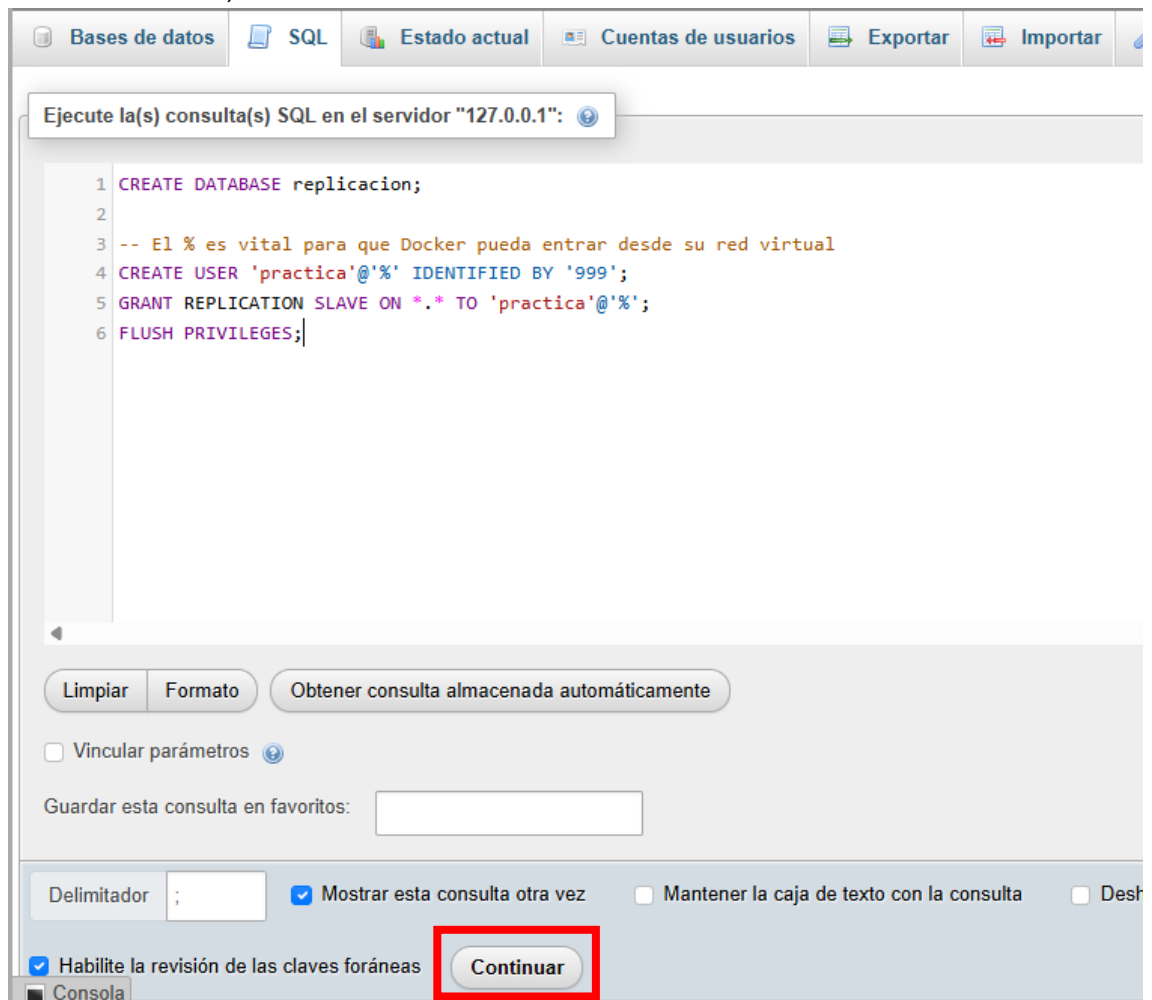 Bases de datos SQL Estado actual Cuentas de usuarios Exportar Importar
Ejecute la(s) consulta(s) SQL en el servidor "127.0.0.1":
1 CREATE DATABASE replicacion;
2
3 -- El % es vital para que Docker pueda entrar desde su red virtual
4 CREATE USER 'practica'@'%' IDENTIFIED BY '999';
5 GRANT REPLICATION SLAVE ON *.* TO 'practica'@'%';
6 FLUSH PRIVILEGES;
Limpiar Formato Obtener consulta almacenada automáticamente
Vincular parámetros
Guardar esta consulta en favoritos:
Delimitador ; Mostrar esta consulta otra vez Mantener la caja de texto con la consulta Desh
Habilite la revisión de las claves foráneas Continuar
Consola